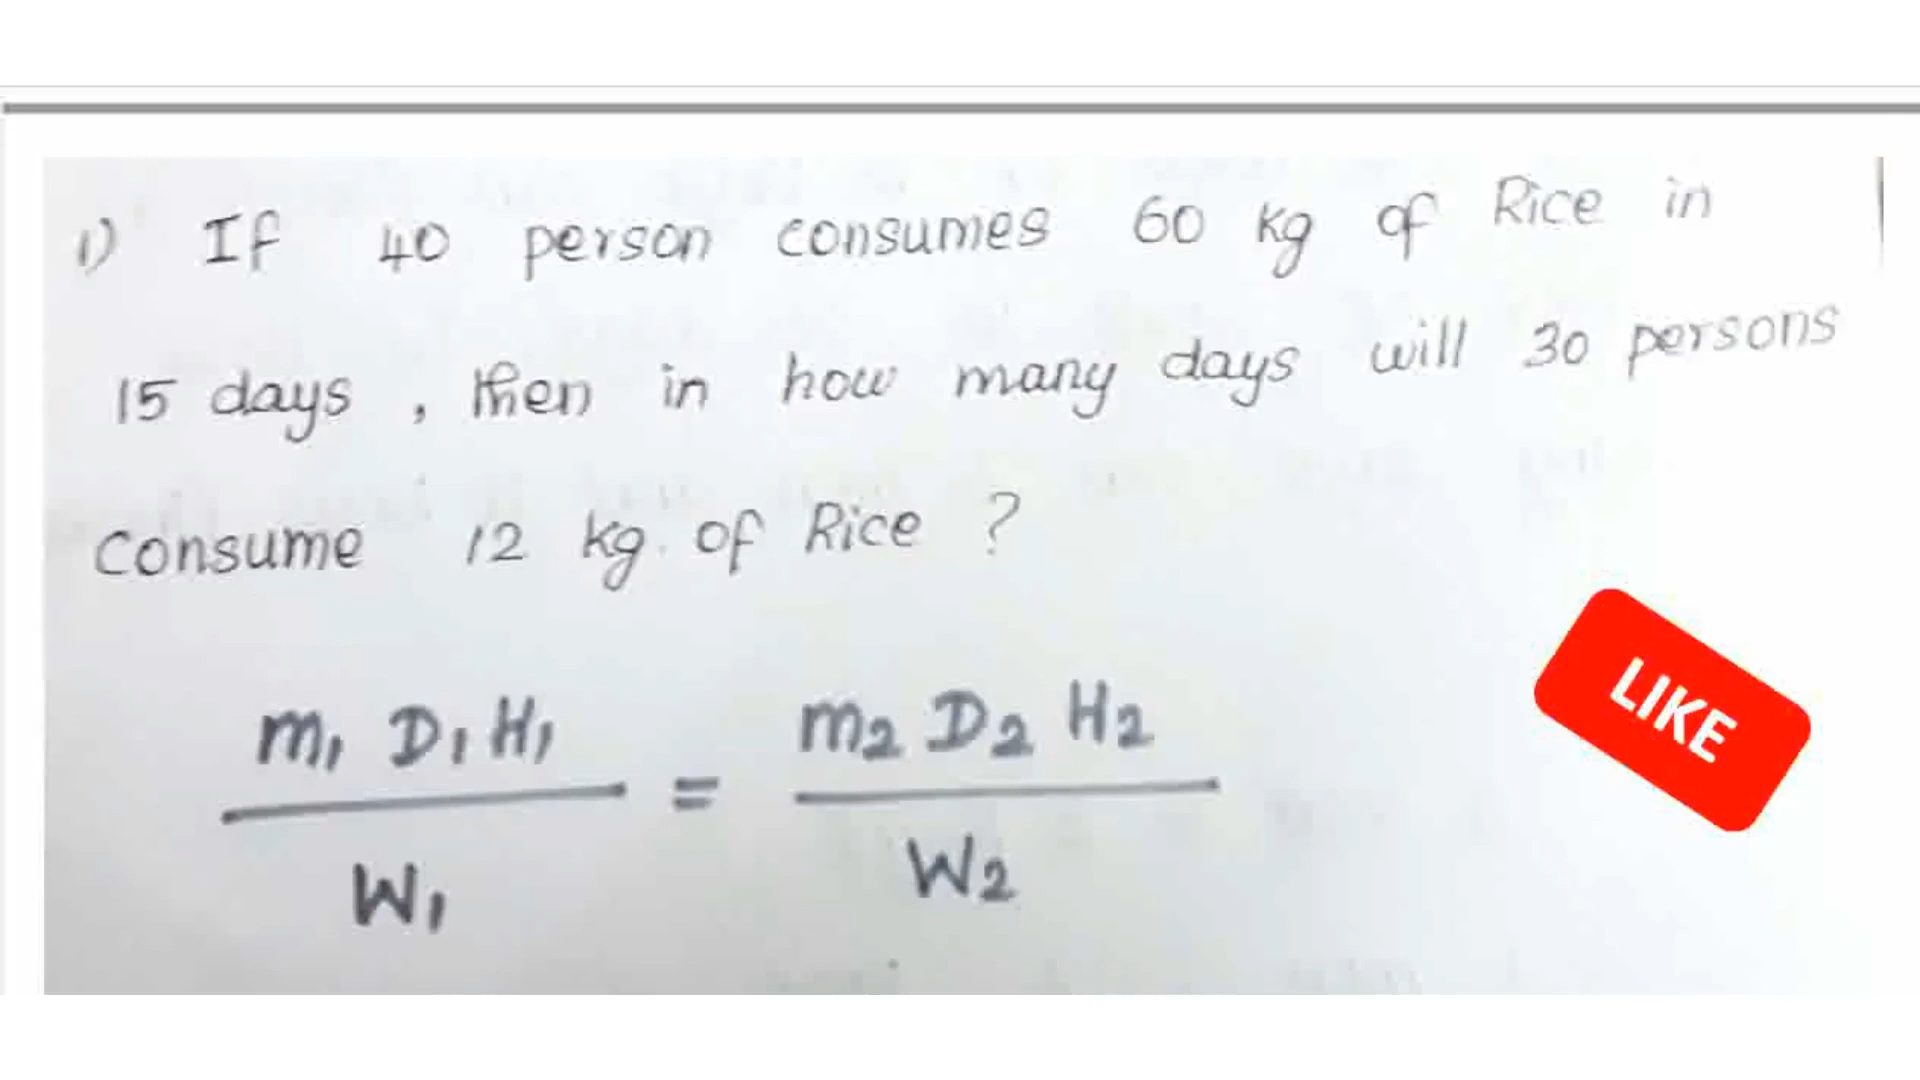 1) If 40 person consumes 60 kg of Rice in
15 days , then in how many days will 30 persons
consume 12 kg. of Rice ?
m1 D1 H1 = m2 D2 H2
W1 W2
LIKE